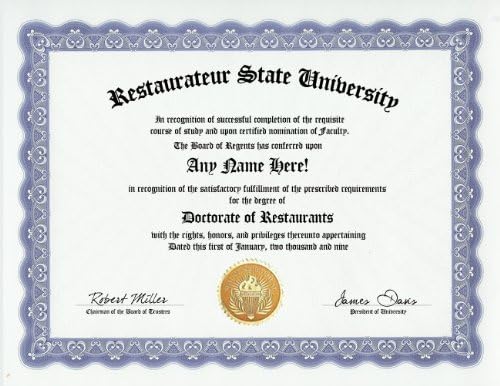 Restaurateur State University
In recognition of successful completion of the requisite
course of study and upon certified nomination of Faculty.
The Board of Regents has conferred upon
Any Name Here!
in recognition of the satisfactory fulfillment of the prescribed requirements
for the degree of
Doctorate of Restaurants
with the rights, honors, and privileges thereunto appertaining
Dated this first of January, two thousand and nine
Robert Miller
Chairman of the Board of Trustees
James Davis
President of University